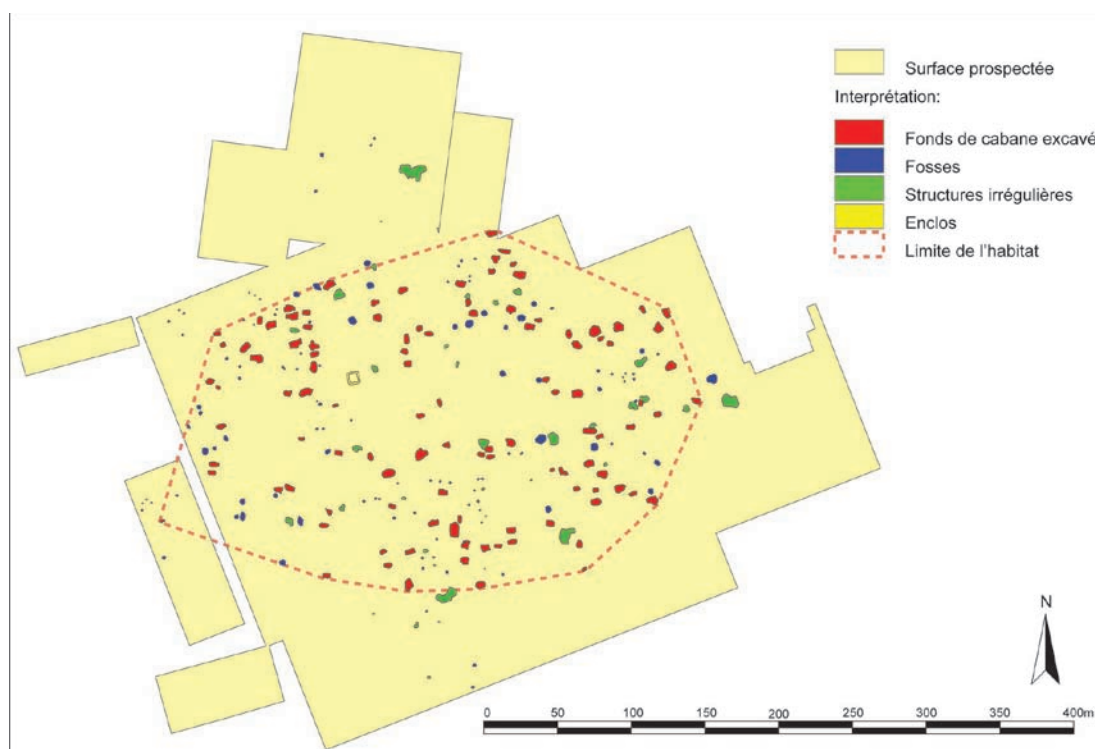 Surface prospectée
Interprétation:
Fonds de cabane excavé
Fosses
Structures irrégulières
Enclos
Limite de l'habitat
N
0 50 100 150 200 250 300 350 400m